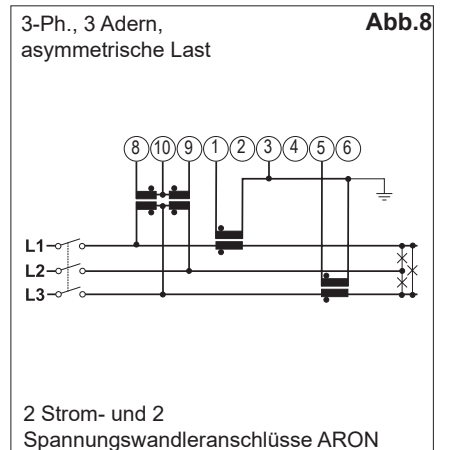 3-Ph., 3 Adern, Abb.8
asymmetrische Last
8 10 9 1 2 3 4 5 6
L1
L2
L3
2 Strom- und 2
Spannungswandleranschlüsse ARON